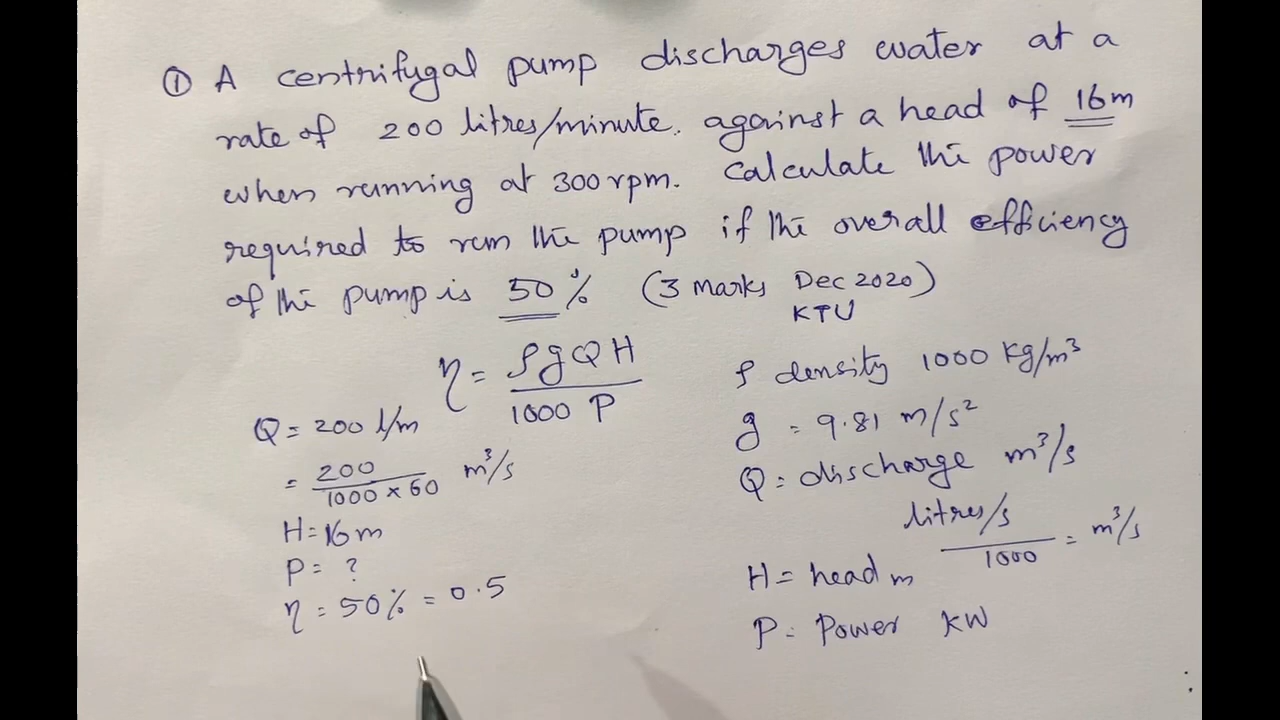 ① A centrifugal pump discharges water at a
rate of 200 litres/minute. against a head of 16m
when running at 300 rpm. Calculate the power
required to run the pump if the overall efficiency
of the pump is 50% (3 marks Dec 2020)
KTU
η = ρgQH / 1000 P
Q = 200 l/m
= 200 / 1000 × 60 m³/s
H = 16m
P = ?
η = 50% = 0.5
ρ density 1000 Kg/m³
g = 9.81 m/s²
Q = discharge m³/s
litres/s / 1000 = m³/s
H = head m
P = Power KW